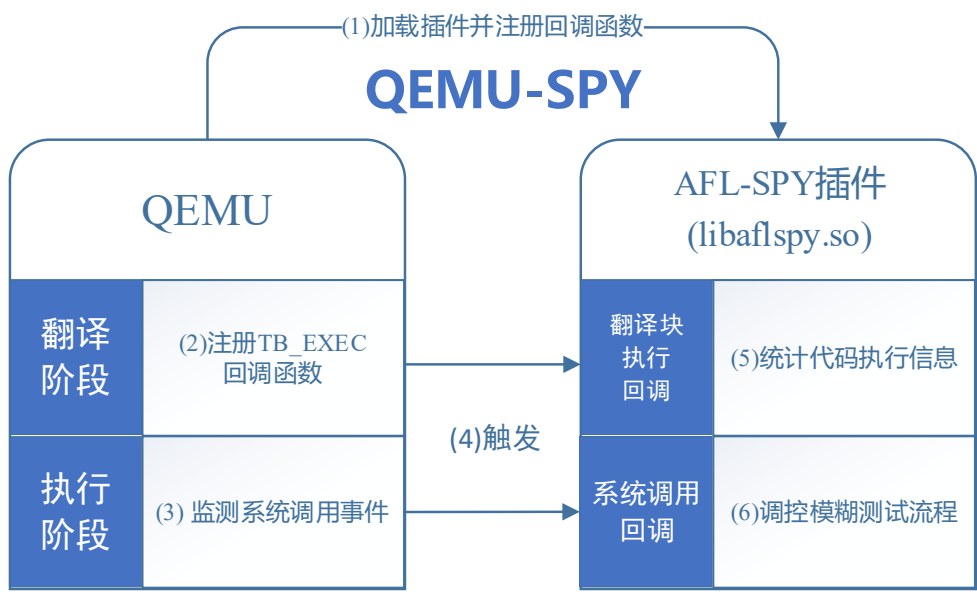 (1)加载插件并注册回调函数
QEMU-SPY
QEMU
翻译
阶段
(2)注册TB_EXEC
回调函数
执行
阶段
(3) 监测系统调用事件
(4)触发
AFL-SPY插件
(libaflspy.so)
翻译块
执行
回调
(5)统计代码执行信息
系统调用
回调
(6)调控模糊测试流程